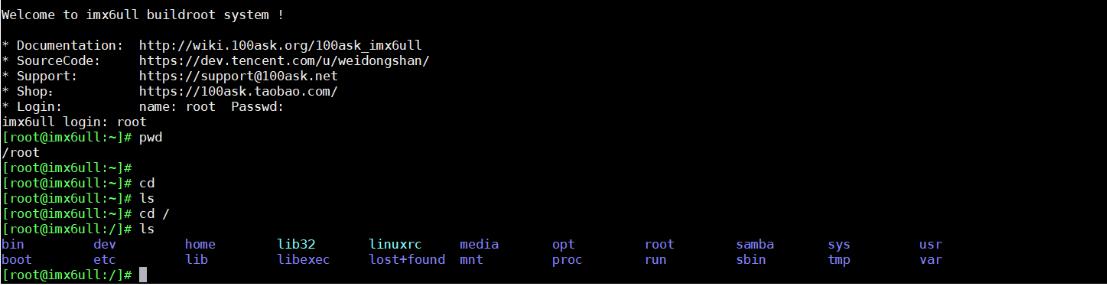 Welcome to imx6ull buildroot system !
* Documentation:  http://wiki.100ask.org/100ask_imx6ull
* SourceCode:     https://dev.tencent.com/u/weidongshan/
* Support:        https://support@100ask.net
* Shop:           https://100ask.taobao.com/
* Login:          name: root  Passwd:
imx6ull login: root
[root@imx6ull:~]# pwd
/root
[root@imx6ull:~]#
[root@imx6ull:~]# cd
[root@imx6ull:~]# ls
[root@imx6ull:~]# cd /
[root@imx6ull:/]# ls
bin         dev         home        lib32       linuxrc     media       opt         root        samba       sys         usr
boot        etc         lib         libexec     lost+found  mnt         proc        run         sbin        tmp         var
[root@imx6ull:/]#